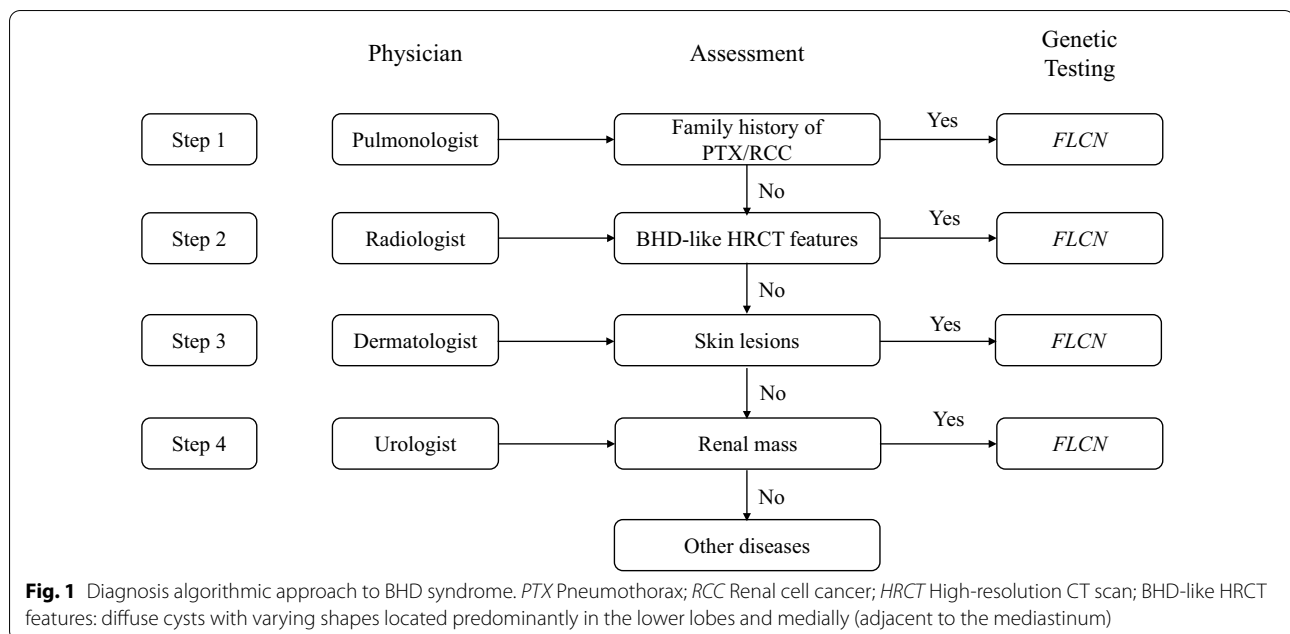 Physician
Assessment
Genetic
Testing
Step 1
Pulmonologist
Family history of
PTX/RCC
Yes
FLCN
No
Step 2
Radiologist
BHD-like HRCT features
Yes
FLCN
No
Step 3
Dermatologist
Skin lesions
Yes
FLCN
No
Step 4
Urologist
Renal mass
Yes
FLCN
No
Other diseases
Fig. 1 Diagnosis algorithmic approach to BHD syndrome. PTX Pneumothorax; RCC Renal cell cancer; HRCT High-resolution CT scan; BHD-like HRCT
features: diffuse cysts with varying shapes located predominantly in the lower lobes and medially (adjacent to the mediastinum)